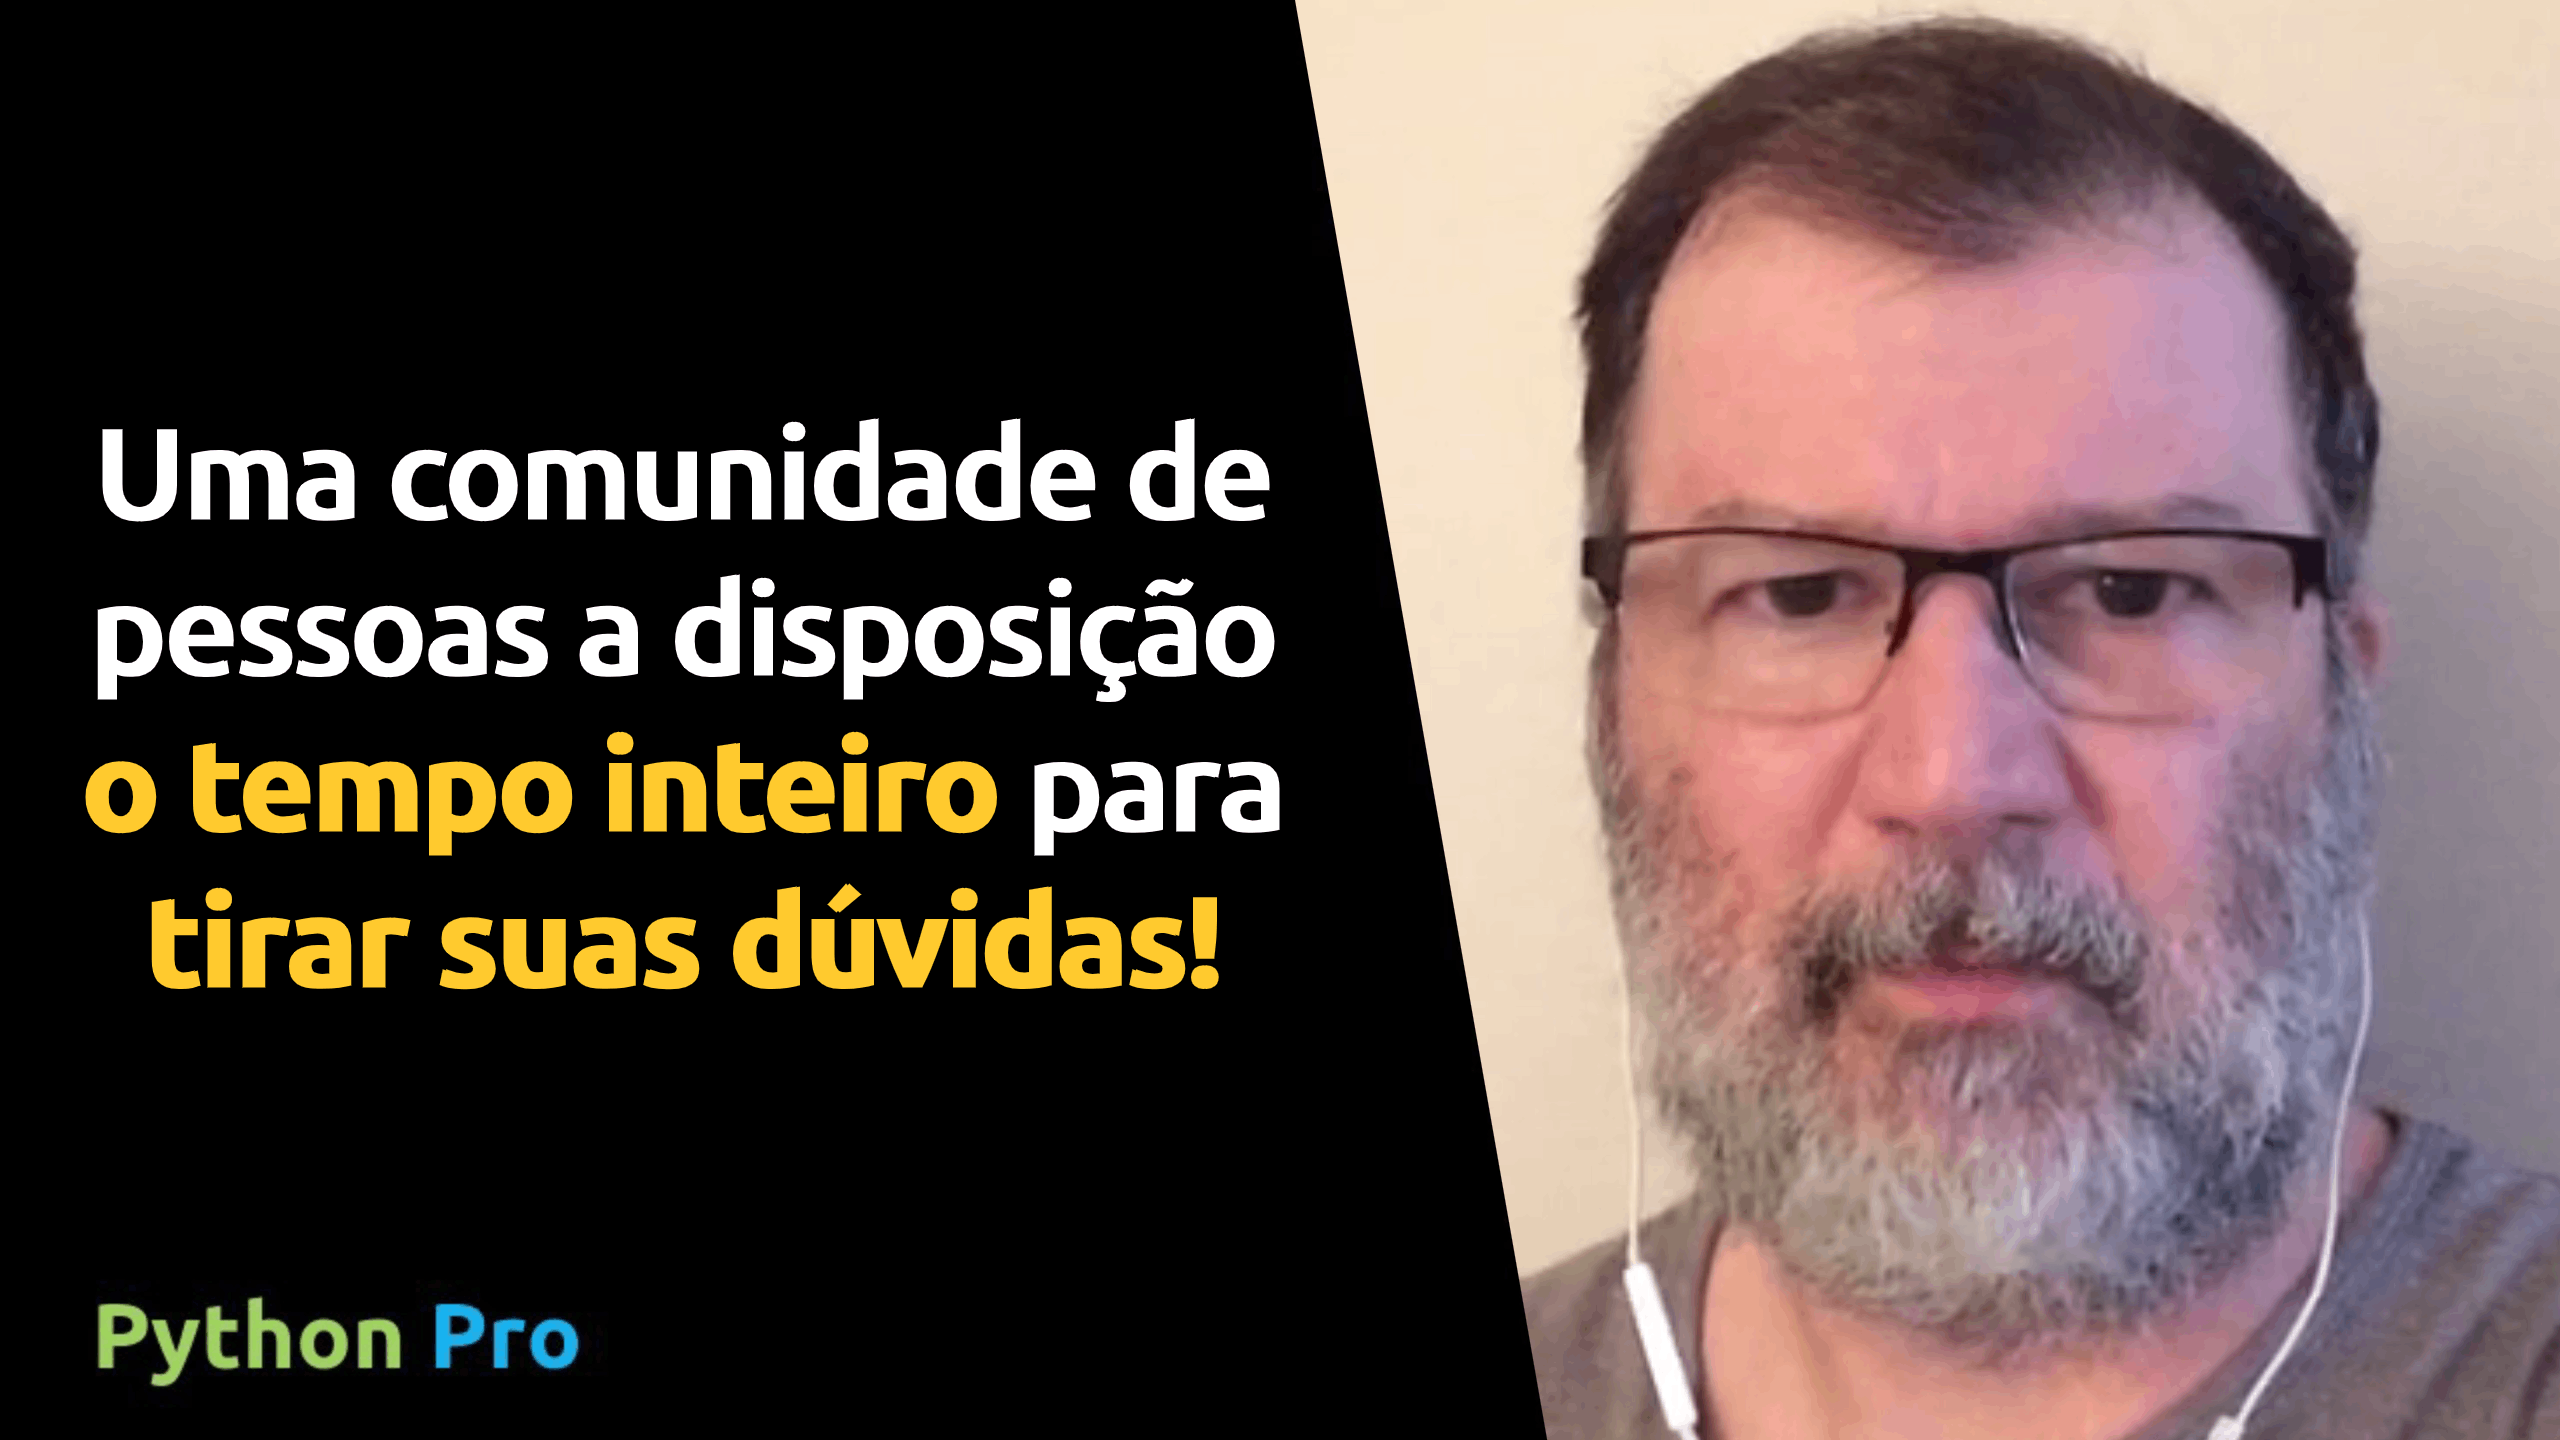 Uma comunidade de
pessoas a disposição
o tempo inteiro para
tirar suas dúvidas!
Python Pro